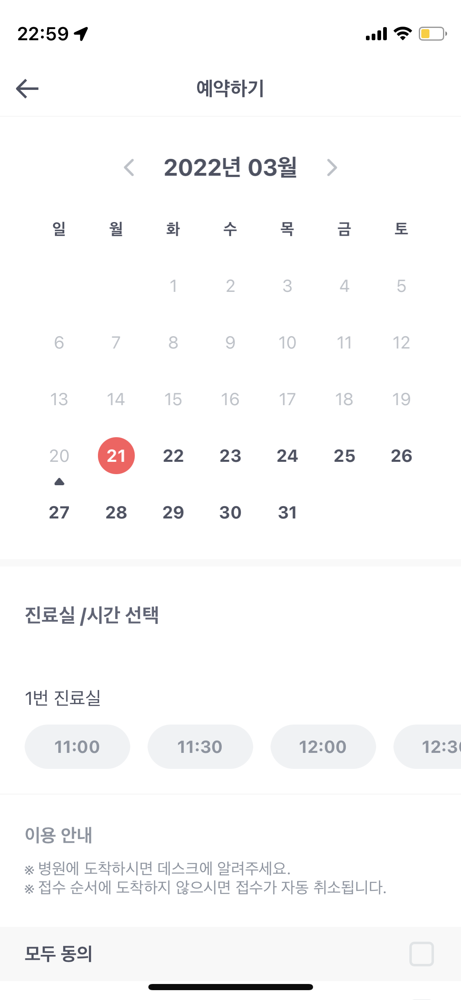 22:59
예약하기
2022년 03월
일 월 화 수 목 금 토
1 2 3 4 5
6 7 8 9 10 11 12
13 14 15 16 17 18 19
20 21 22 23 24 25 26
27 28 29 30 31
진료실 /시간 선택
1번 진료실
11:00 11:30 12:00
이용 안내
※ 병원에 도착하시면 데스크에 알려주세요.
※ 접수 순서에 도착하지 않으시면 접수가 자동 취소됩니다.
모두 동의